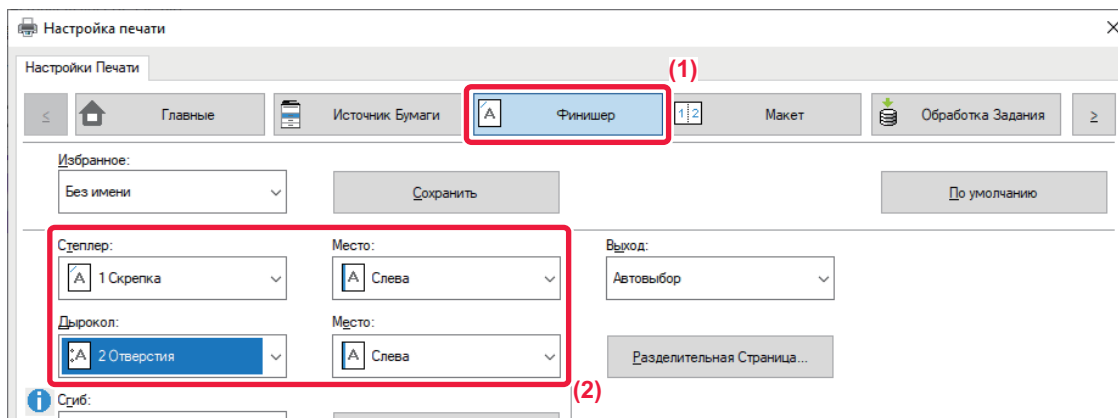 Настройка печати
Настройки Печати
(1)
< Главные Источник Бумаги A Финишер 1 2 Макет Обработка Задания >
Избранное:
Без имени Сохранить По умолчанию
Степлер: Место: Выход:
A 1 Скрепка A Слева Автовыбор
Дырокол: Место:
A 2 Отверстия A Слева Разделительная Страница...
(2)
Сгиб: